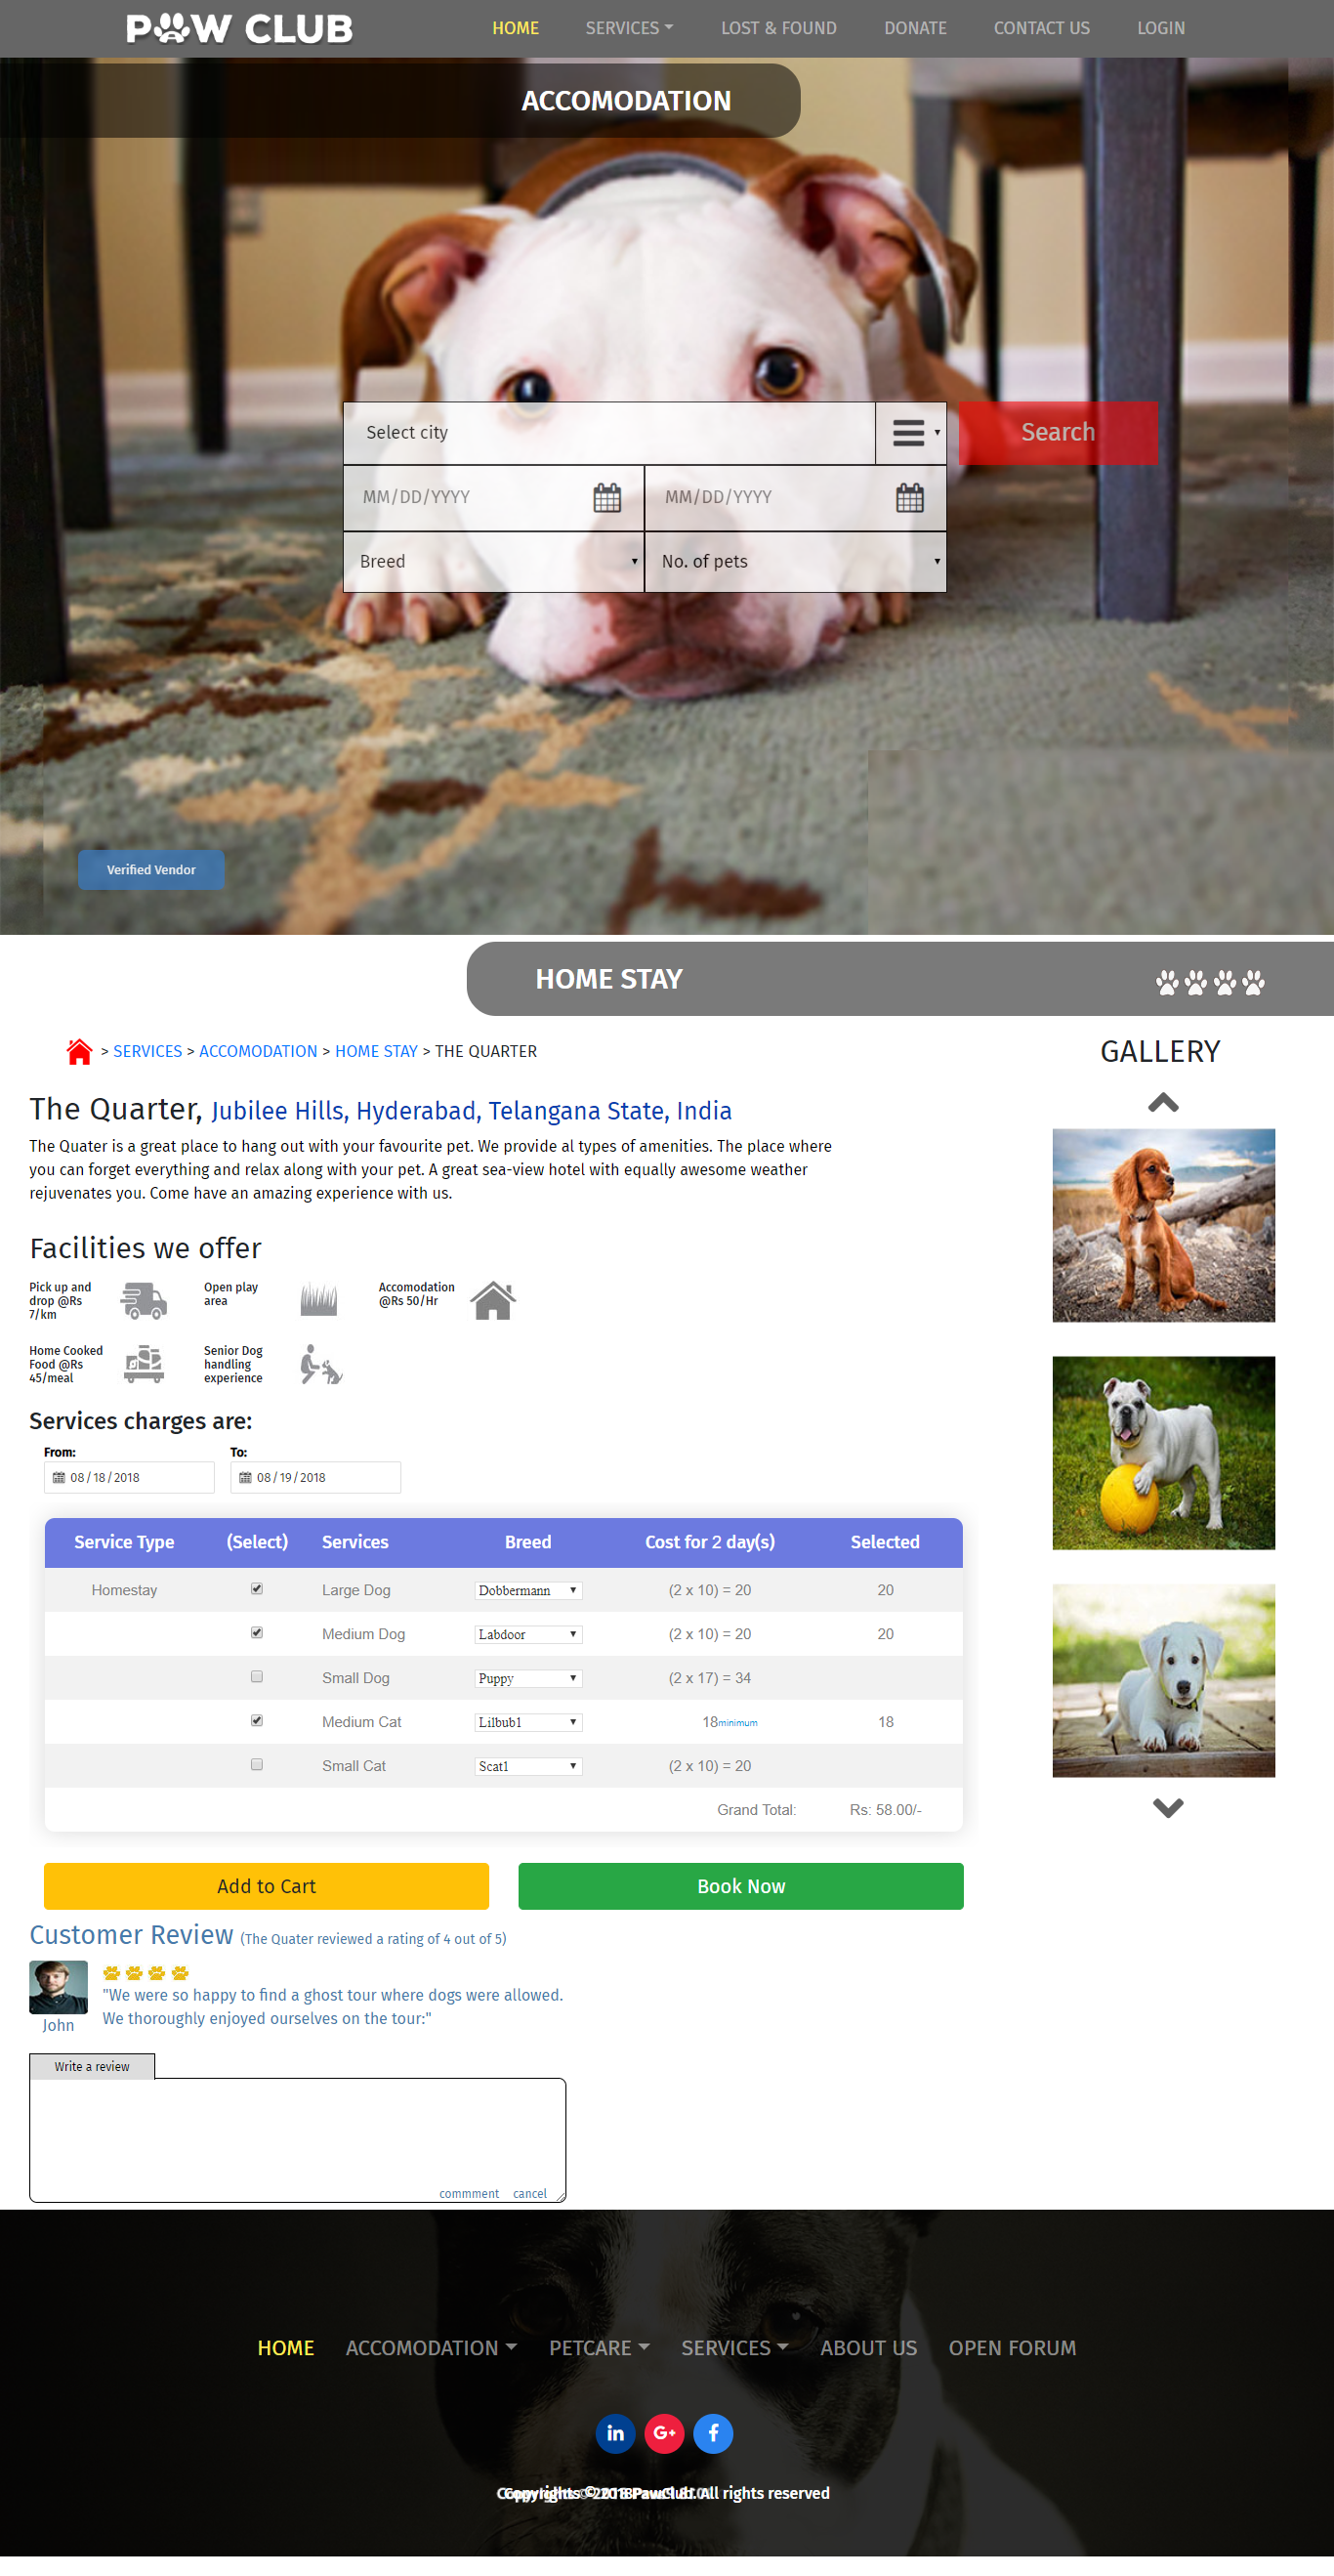 PAW CLUB
HOME SERVICES LOST & FOUND DONATE CONTACT US LOGIN
ACCOMODATION
Select city
Search
MM/DD/YYYY MM/DD/YYYY
Breed No. of pets
Verified Vendor
HOME STAY
> SERVICES > ACCOMODATION > HOME STAY > THE QUARTER
GALLERY
The Quarter, Jubilee Hills, Hyderabad, Telangana State, India
The Quater is a great place to hang out with your favourite pet. We provide al types of amenities. The place where
you can forget everything and relax along with your pet. A great sea-view hotel with equally awesome weather
rejuvenates you. Come have an amazing experience with us.
Facilities we offer
Pick up and
drop @Rs
7/km
Open play
area
Accomodation
@Rs 50/Hr
Home Cooked
Food @Rs
45/meal
Senior Dog
handling
experience
Services charges are:
From: To:
08/18/2018 08/19/2018
Service Type (Select) Services Breed Cost for 2 day(s) Selected
Homestay Large Dog Dobbermann (2 x 10) = 20 20
Medium Dog Labdoor (2 x 10) = 20 20
Small Dog Puppy (2 x 17) = 34
Medium Cat Lilbub1 18minimum 18
Small Cat Scat1 (2 x 10) = 20
Grand Total: Rs: 58.00/-
Add to Cart Book Now
Customer Review (The Quater reviewed a rating of 4 out of 5)
"We were so happy to find a ghost tour where dogs were allowed.
We thoroughly enjoyed ourselves on the tour:"
John
Write a review
commment cancel
HOME ACCOMODATION PETCARE SERVICES ABOUT US OPEN FORUM
in G+ f
Copyrights © 2018 PawClub. All rights reserved